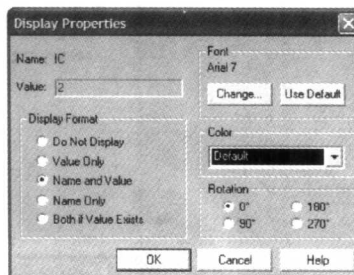 Display Properties
Name: IC
Value: 2
Font
Arial 7
Change... Use Default
Display Format
Do Not Display
Value Only
Name and Value
Name Only
Both if Value Exists
Color
Default
Rotation
0° 180°
90° 270°
OK Cancel Help